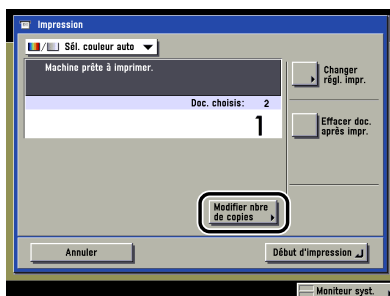 Impression
Sél. couleur auto
Machine prête à imprimer.
Doc. choisis: 2
1
Changer
régl. impr.
Effacer doc.
après impr.
Modifier nbre
de copies
Annuler
Début d'impression
Moniteur syst.